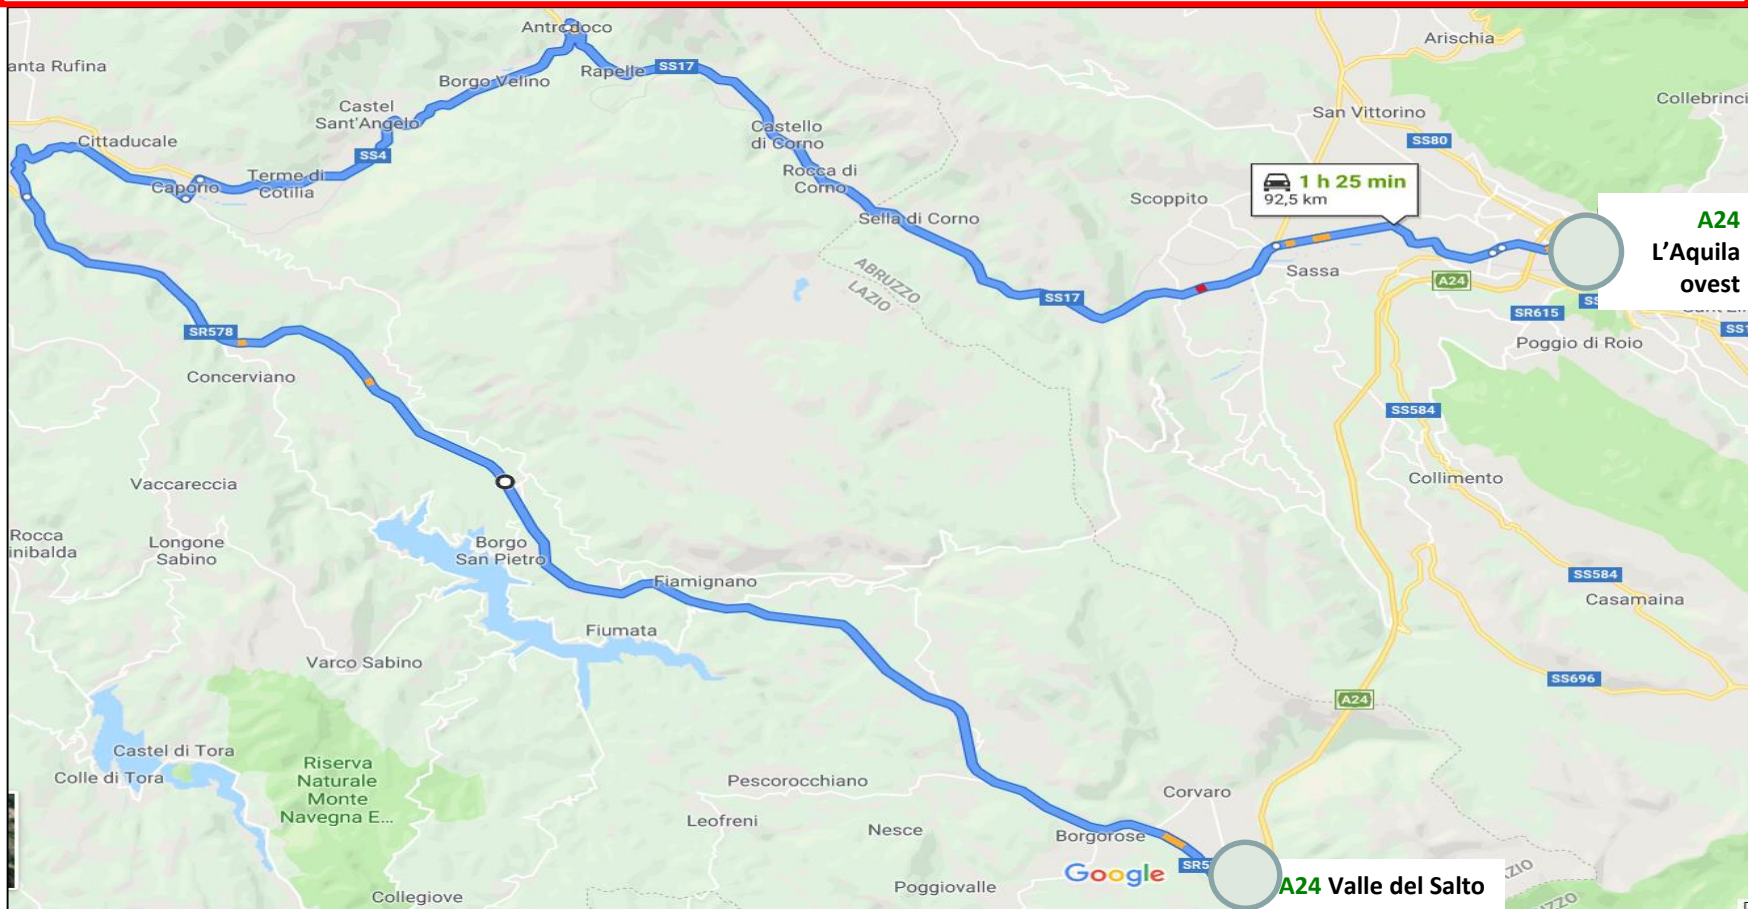 Antrodoco
Arischia
anta Rufina
Rapelle
SS17
Borgo Velino
Collebrinci
Castel
Sant'Angelo
San Vittorino
Castello
di Corno
Cittaducale
SS80
SS4
Terme di
Cotilia
Caporio
Rocca di
Corno
1 h 25 min
92,5 km
Scoppito
Sella di Corno
A24
L'Aquila
ovest
Sassa
ABRUZZO
LAZIO
A24
SS17
SR615
SS1
Poggio di Roio
SR578
Concerviano
SS584
Collimento
Vaccareccia
Rocca
inibalda
Longone
Sabino
Borgo
San Pietro
Fiamignano
SS584
Casamaina
Fiumata
Varco Sabino
SS696
A24
Castel di Tora
Colle di Tora
Riserva
Naturale
Monte
Navegna E...
Pescorocchiano
Corvaro
Leofreni
Nesce
Borgorose
Google
SR5
A24 Valle del Salto
Poggiovalle
Collegiove